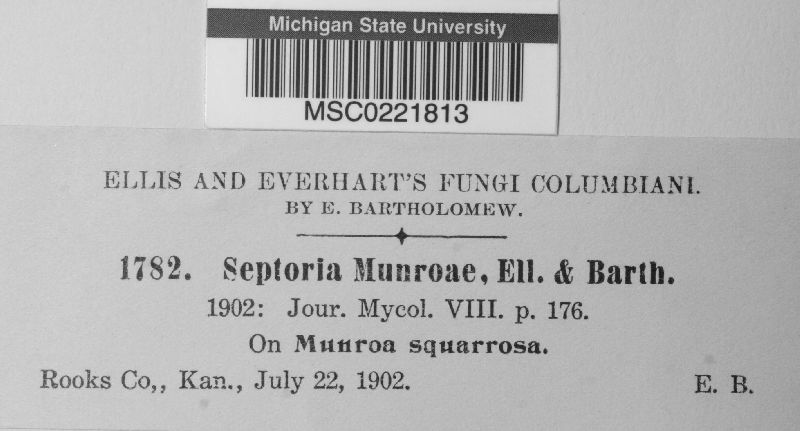 Michigan State University
MSC0221813
ELLIS AND EVERHART'S FUNGI COLUMBIANI.
BY E. BARTHOLOMEW.
1782. Septoria Munroae, Ell. & Barth.
1902: Jour. Mycol. VIII. p. 176.
On Munroa squarrosa.
Rooks Co,, Kan., July 22, 1902. E. B.